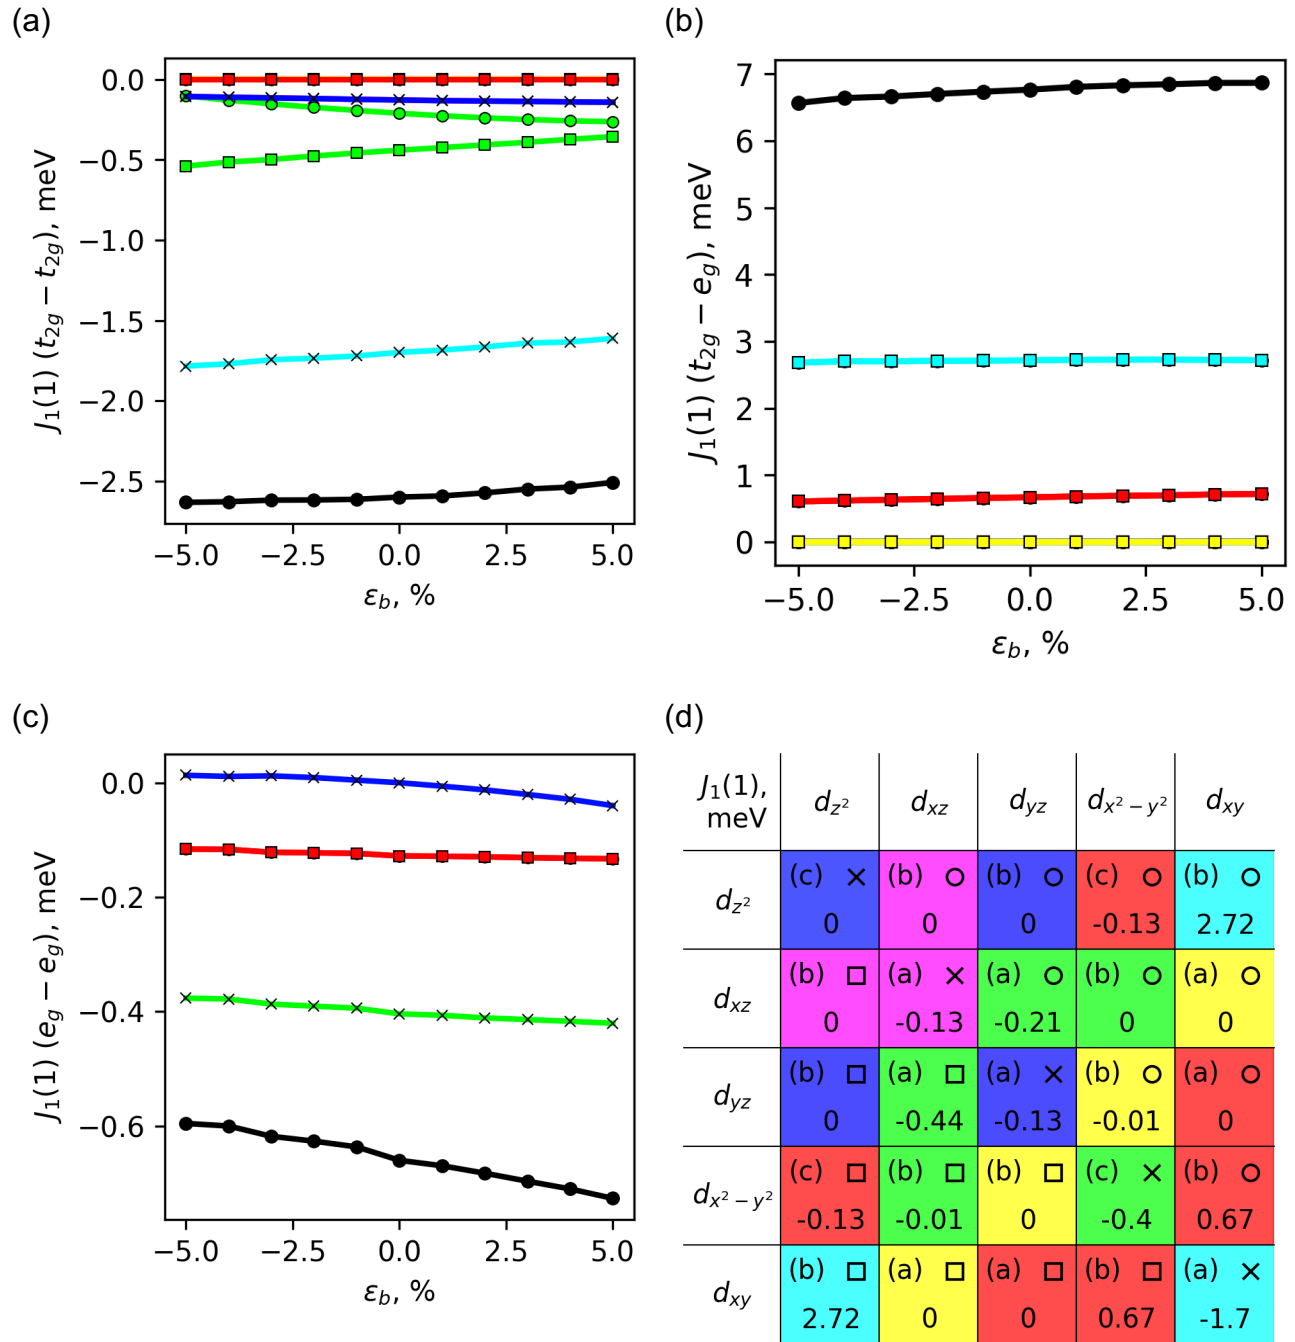 (a)
0.0
−0.5
−1.0
−1.5
−2.0
−2.5
J₁(1) (t₂g − t₂g), meV
−5.0 −2.5 0.0 2.5 5.0
εb, %
(b)
7
6
5
4
3
2
1
0
J₁(1) (t₂g − eg), meV
−5.0 −2.5 0.0 2.5 5.0
εb, %
(c)
0.0
−0.2
−0.4
−0.6
J₁(1) (eg − eg), meV
−5.0 −2.5 0.0 2.5 5.0
εb, %
(d)
J₁(1), meV dz² dxz dyz dx²−y² dxy
dz² (c) × (b) ○ (b) ○ (c) ○ (b) ○
0 0 0 -0.13 2.72
dxz (b) □ (a) × (a) ○ (b) ○ (a) ○
0 -0.13 -0.21 0 0
dyz (b) □ (a) □ (a) × (b) ○ (a) ○
0 -0.44 -0.13 -0.01 0
dx²−y² (c) □ (b) □ (b) □ (c) × (b) ○
-0.13 -0.01 0 -0.4 0.67
dxy (b) □ (a) □ (a) □ (b) □ (a) ×
2.72 0 0 0.67 -1.7